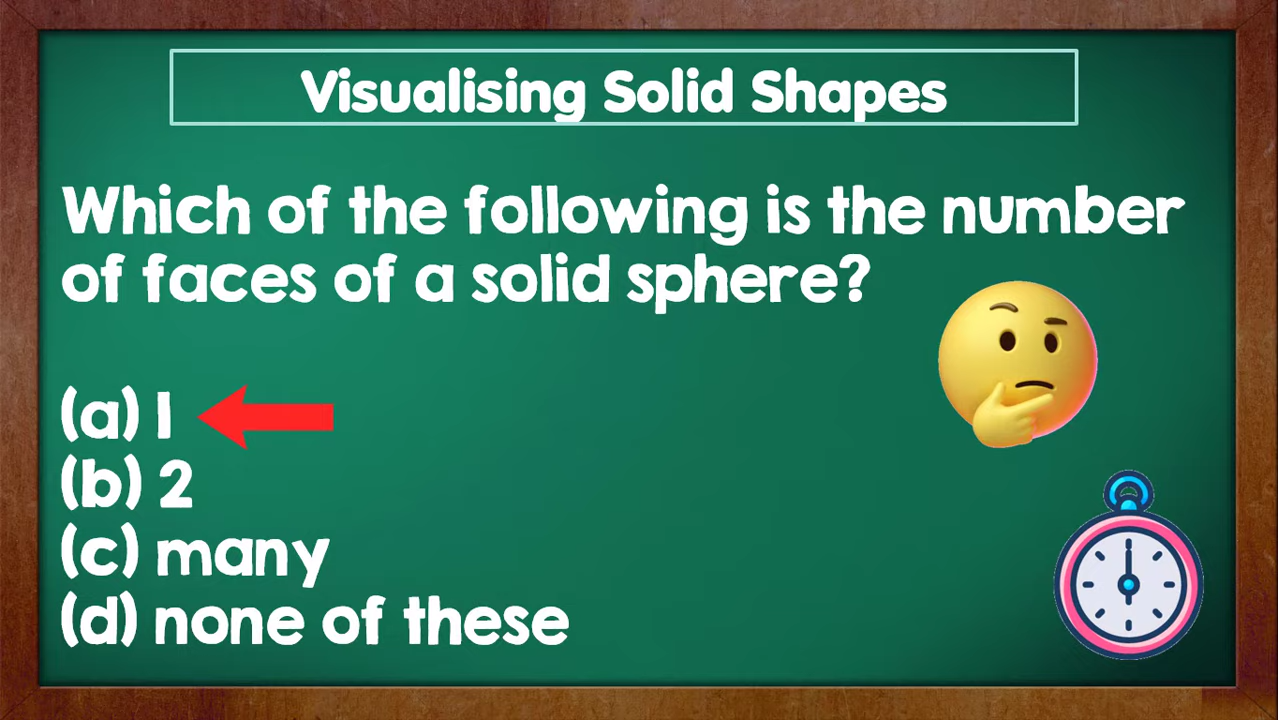 Visualising Solid Shapes
Which of the following is the number
of faces of a solid sphere?
(a) 1
(b) 2
(c) many
(d) none of these